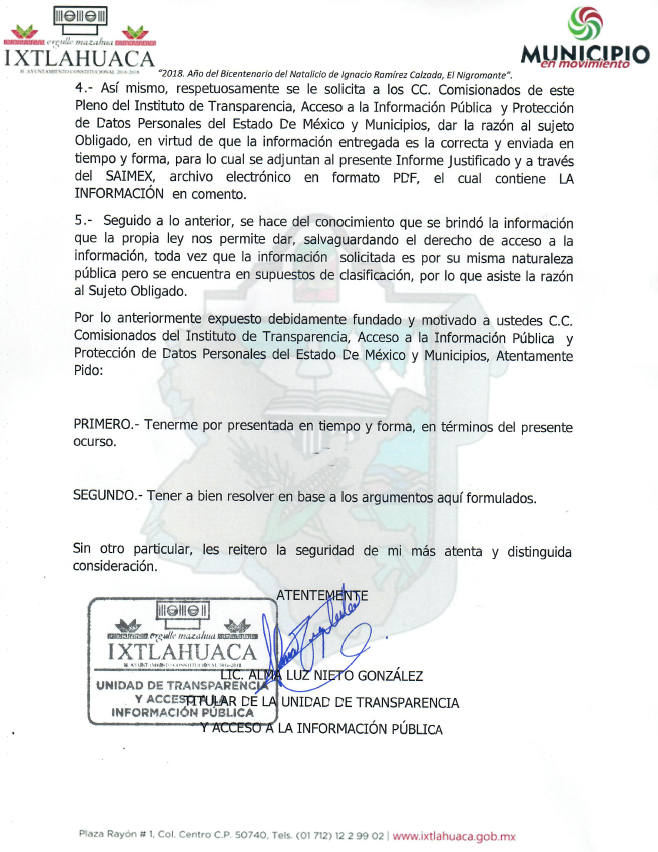 orgullo mazahua
IXTLAHUACA
H. AYUNTAMIENTO CONSTITUCIONAL 2016-2018
MUNICIPIO
en movimiento
"2018. Año del Bicentenario del Natalicio de Ignacio Ramírez Calzada, El Nigromante".
4.- Así mismo, respetuosamente se le solicita a los CC. Comisionados de este
Pleno del Instituto de Transparencia, Acceso a la Información Pública y Protección
de Datos Personales del Estado De México y Municipios, dar la razón al sujeto
Obligado, en virtud de que la información entregada es la correcta y enviada en
tiempo y forma, para lo cual se adjuntan al presente Informe Justificado y a través
del SAIMEX, archivo electrónico en formato PDF, el cual contiene LA
INFORMACIÓN en comento.
5.- Seguido a lo anterior, se hace del conocimiento que se brindó la información
que la propia ley nos permite dar, salvaguardando el derecho de acceso a la
información, toda vez que la información solicitada es por su misma naturaleza
pública pero se encuentra en supuestos de clasificación, por lo que asiste la razón
al Sujeto Obligado.
Por lo anteriormente expuesto debidamente fundado y motivado a ustedes C.C.
Comisionados del Instituto de Transparencia, Acceso a la Información Pública y
Protección de Datos Personales del Estado De México y Municipios, Atentamente
Pido:
PRIMERO.- Tenerme por presentada en tiempo y forma, en términos del presente
ocurso.
SEGUNDO.- Tener a bien resolver en base a los argumentos aquí formulados.
Sin otro particular, les reitero la seguridad de mi más atenta y distinguida
consideración.
ATENTEMENTE
orgullo mazahua
IXTLAHUACA
H. AYUNTAMIENTO CONSTITUCIONAL 2016-2018
UNIDAD DE TRANSPARENCIA
Y ACCESO A LA
INFORMACIÓN PÚBLICA
LIC. ALMA LUZ NIETO GONZÁLEZ
TITULAR DE LA UNIDAD DE TRANSPARENCIA
Y ACCESO A LA INFORMACIÓN PÚBLICA
Plaza Rayón # 1, Col. Centro C.P. 50740, Tels. (01 712) 12 2 99 02 | www.ixtlahuaca.gob.mx